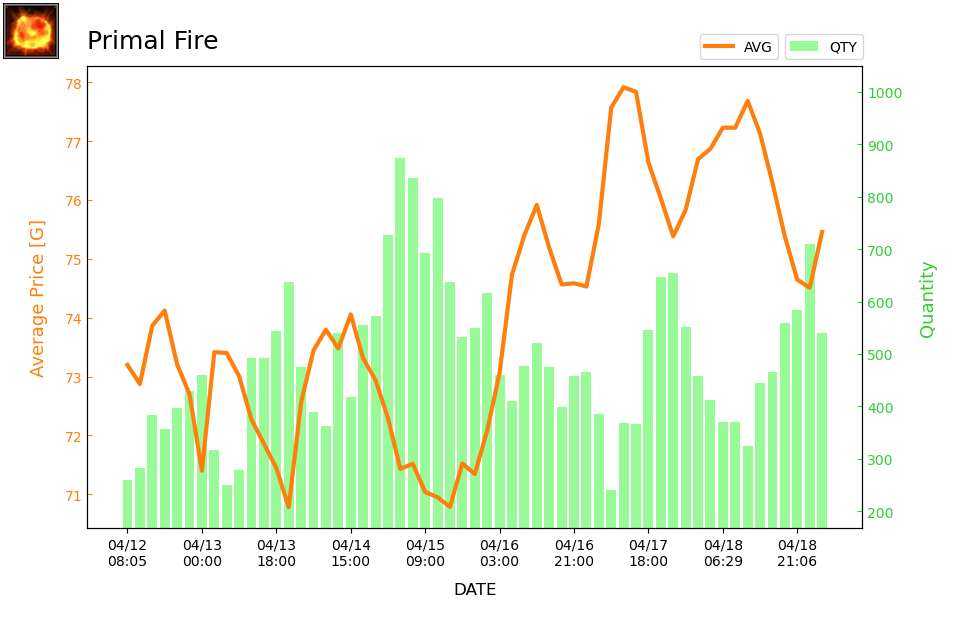 Primal Fire
AVG
QTY
78
77
76
75
74
73
72
71
Average Price [G]
1000
900
800
700
600
500
400
300
200
Quantity
04/12 04/13 04/13 04/14 04/15 04/16 04/16 04/17 04/18 04/18
08:05 00:00 18:00 15:00 09:00 03:00 21:00 18:00 06:29 21:06
DATE